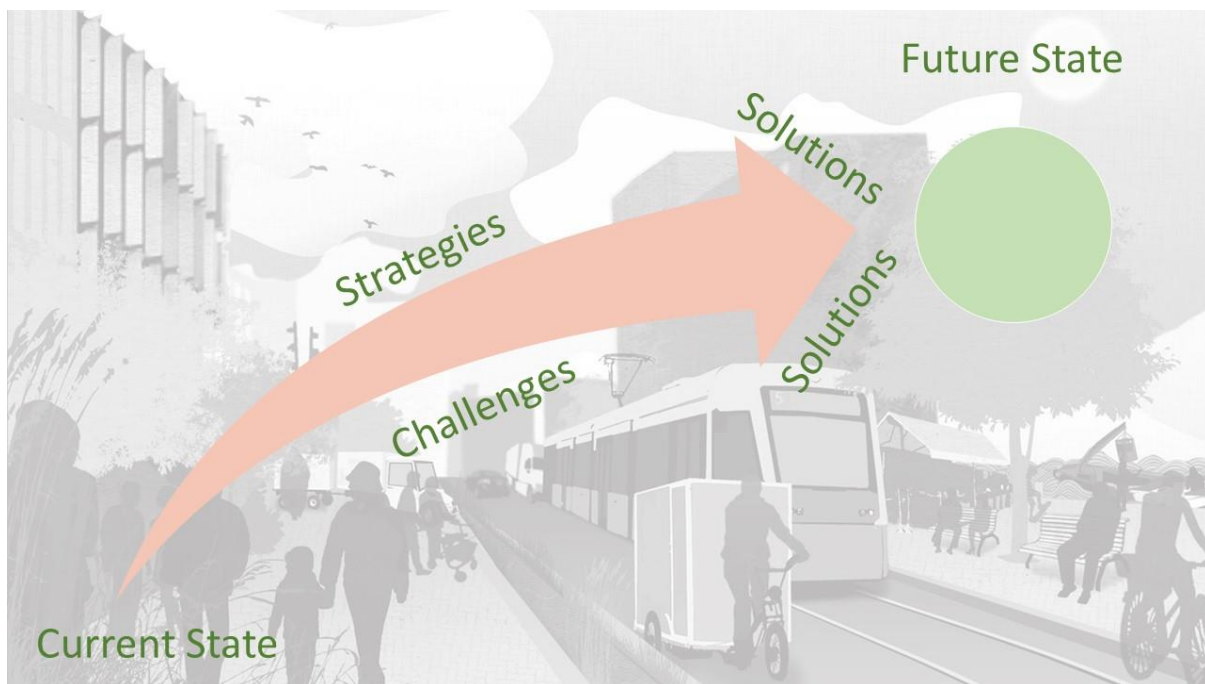 Future State
Solutions
Strategies
Solutions
Challenges
Current State